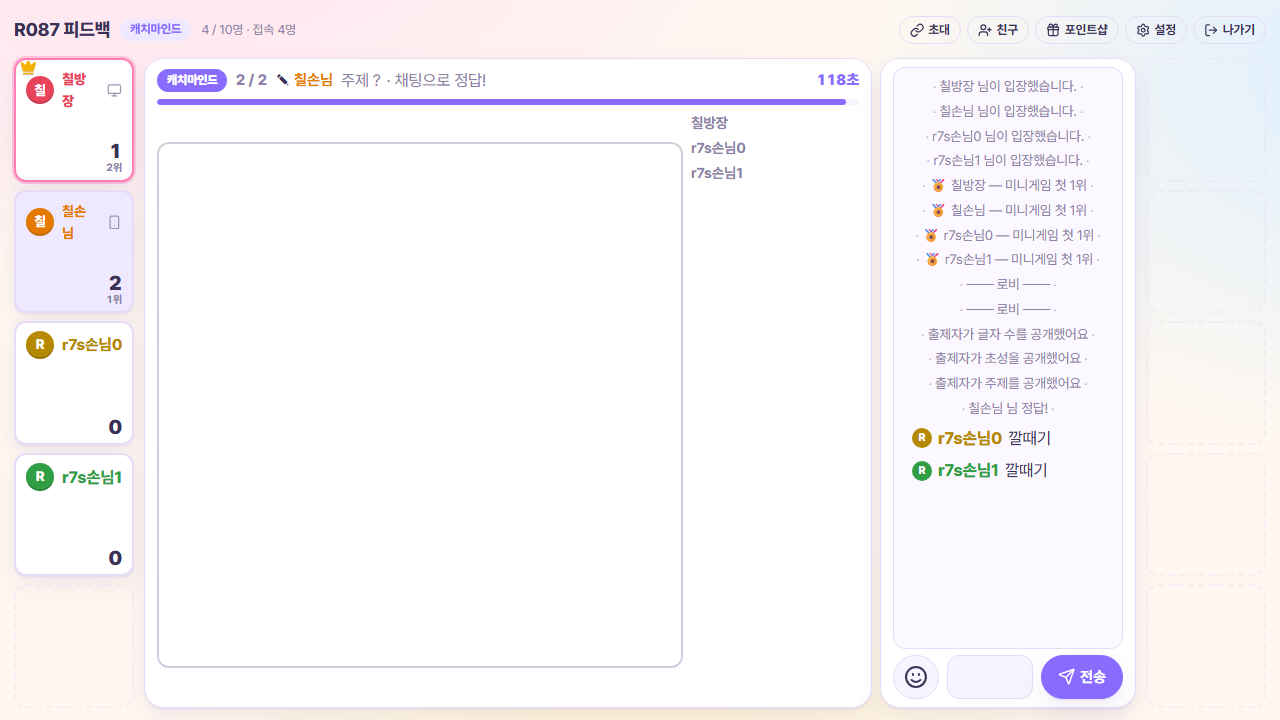 R087 피드백 캐치마인드 4 / 10명 · 접속 4명 초대 친구 포인트샵 설정 나가기
칠 칠방장
1
2위
칠 칠손님
2
1위
R r7s손님0
0
R r7s손님1
0
캐치마인드 2 / 2 칠손님 주제 ? · 채팅으로 정답! 118초
칠방장
r7s손님0
r7s손님1
· 칠방장 님이 입장했습니다. ·
· 칠손님 님이 입장했습니다. ·
· r7s손님0 님이 입장했습니다. ·
· r7s손님1 님이 입장했습니다. ·
· 🏅 칠방장 — 미니게임 첫 1위 ·
· 🏅 칠손님 — 미니게임 첫 1위 ·
· 🏅 r7s손님0 — 미니게임 첫 1위 ·
· 🏅 r7s손님1 — 미니게임 첫 1위 ·
· —— 로비 —— ·
· —— 로비 —— ·
· 출제자가 글자 수를 공개했어요 ·
· 출제자가 초성을 공개했어요 ·
· 출제자가 주제를 공개했어요 ·
· 칠손님 님 정답! ·
R r7s손님0 깔때기
R r7s손님1 깔때기
전송